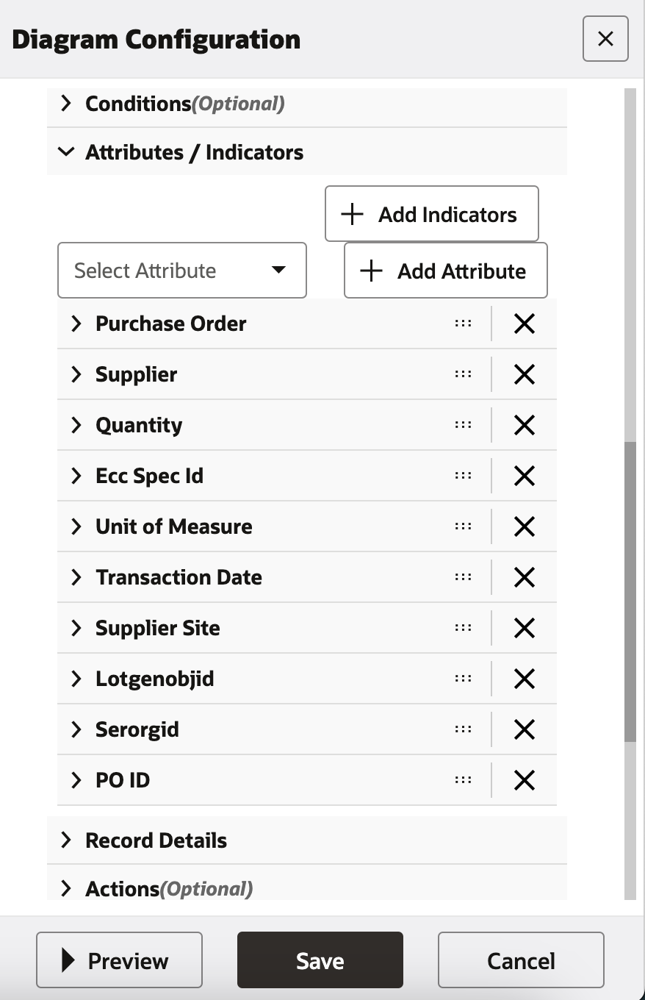 Diagram Configuration
Conditions(Optional)
Attributes / Indicators
Add Indicators
Select Attribute
Add Attribute
Purchase Order
Supplier
Quantity
Ecc Spec Id
Unit of Measure
Transaction Date
Supplier Site
Lotgenobjid
Serorgid
PO ID
Record Details
Actions(Optional)
Preview
Save
Cancel